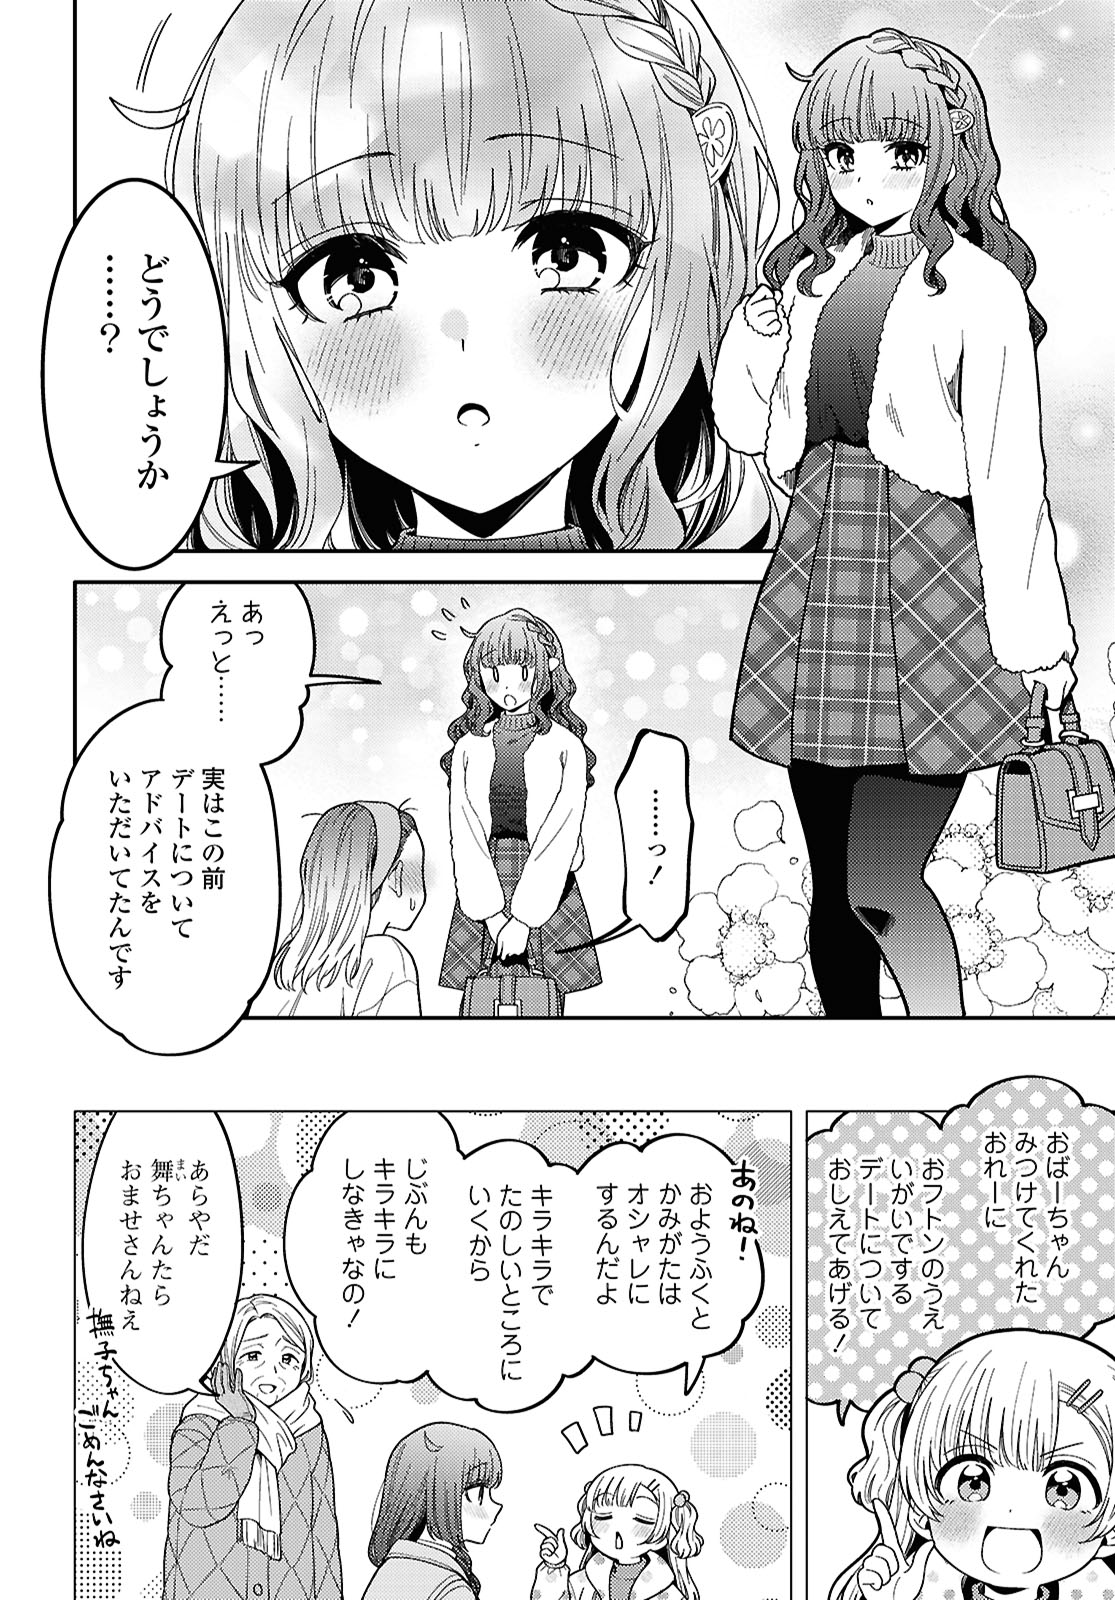 どうでしょうか
……？
……っ！
あっ
えっと……
実はこの前
デートについて
アドバイスを
いただいてたんです
おばーちゃん
みつけてくれた
おれーに
おフトンのうえ
いがいでする
デートについて
おしえてあげる！
あのね！
おようふくと
かみがたは
オシャレに
するんだよ
キラキラで
たのしいところに
いくから
じぶんも
キラキラに
しなきゃなの！
あらやだ
舞ちゃんたら
まい
おませさんねえ
撫子ちゃん
ごめんなさいね